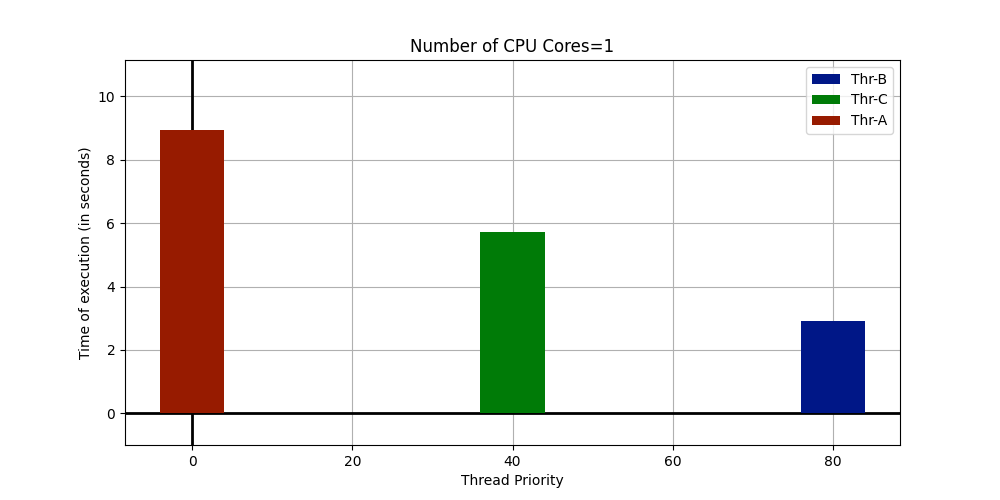 Number of CPU Cores=1
Thr-B
Thr-C
Thr-A
10
8
6
4
2
0
Time of execution (in seconds)
0 20 40 60 80
Thread Priority